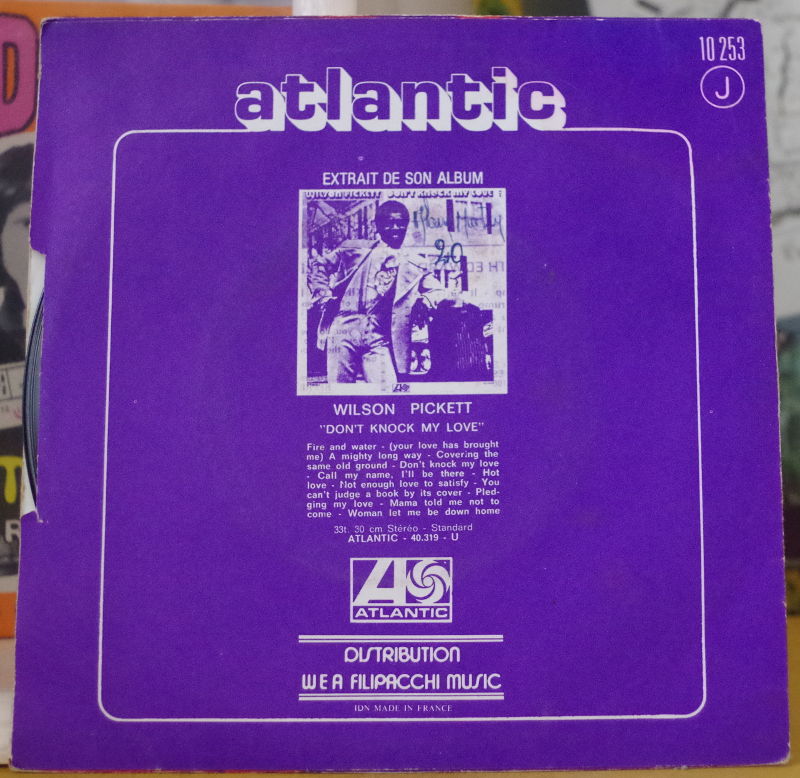 10 253
J
atlantic
EXTRAIT DE SON ALBUM
WILSON PICKETT DON'T KNOCK MY LOVE
20
WILSON PICKETT
"DON'T KNOCK MY LOVE"
Fire and water - (your love has brought
me) A mighty long way - Covering the
same old ground - Don't knock my love
- Call my name, I'll be there - Hot
love - Not enough love to satisfy - You
can't judge a book by its cover - Pled-
ging my love - Mama told me not to
come - Woman let me be down home
33t. 30 cm Stéréo - Standard
ATLANTIC - 40.319 - U
ATLANTIC
DISTRIBUTION
WEA FILIPACCHI MUSIC
IDN MADE IN FRANCE